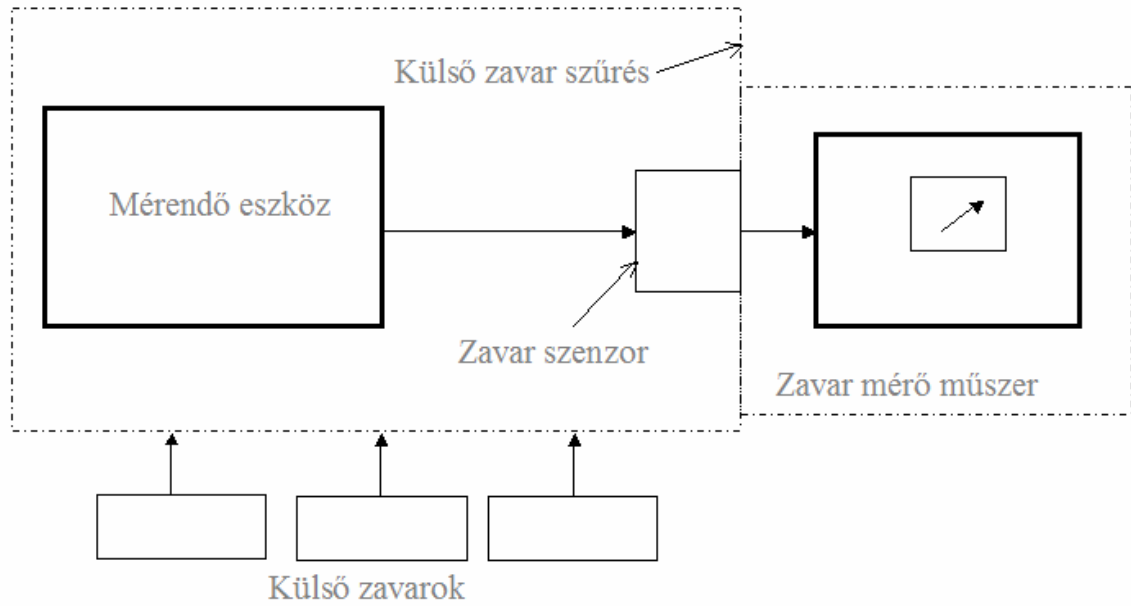 Külső zavar szűrés
Mérendő eszköz
Zavar szenzor
Zavar mérő műszer
Külső zavarok